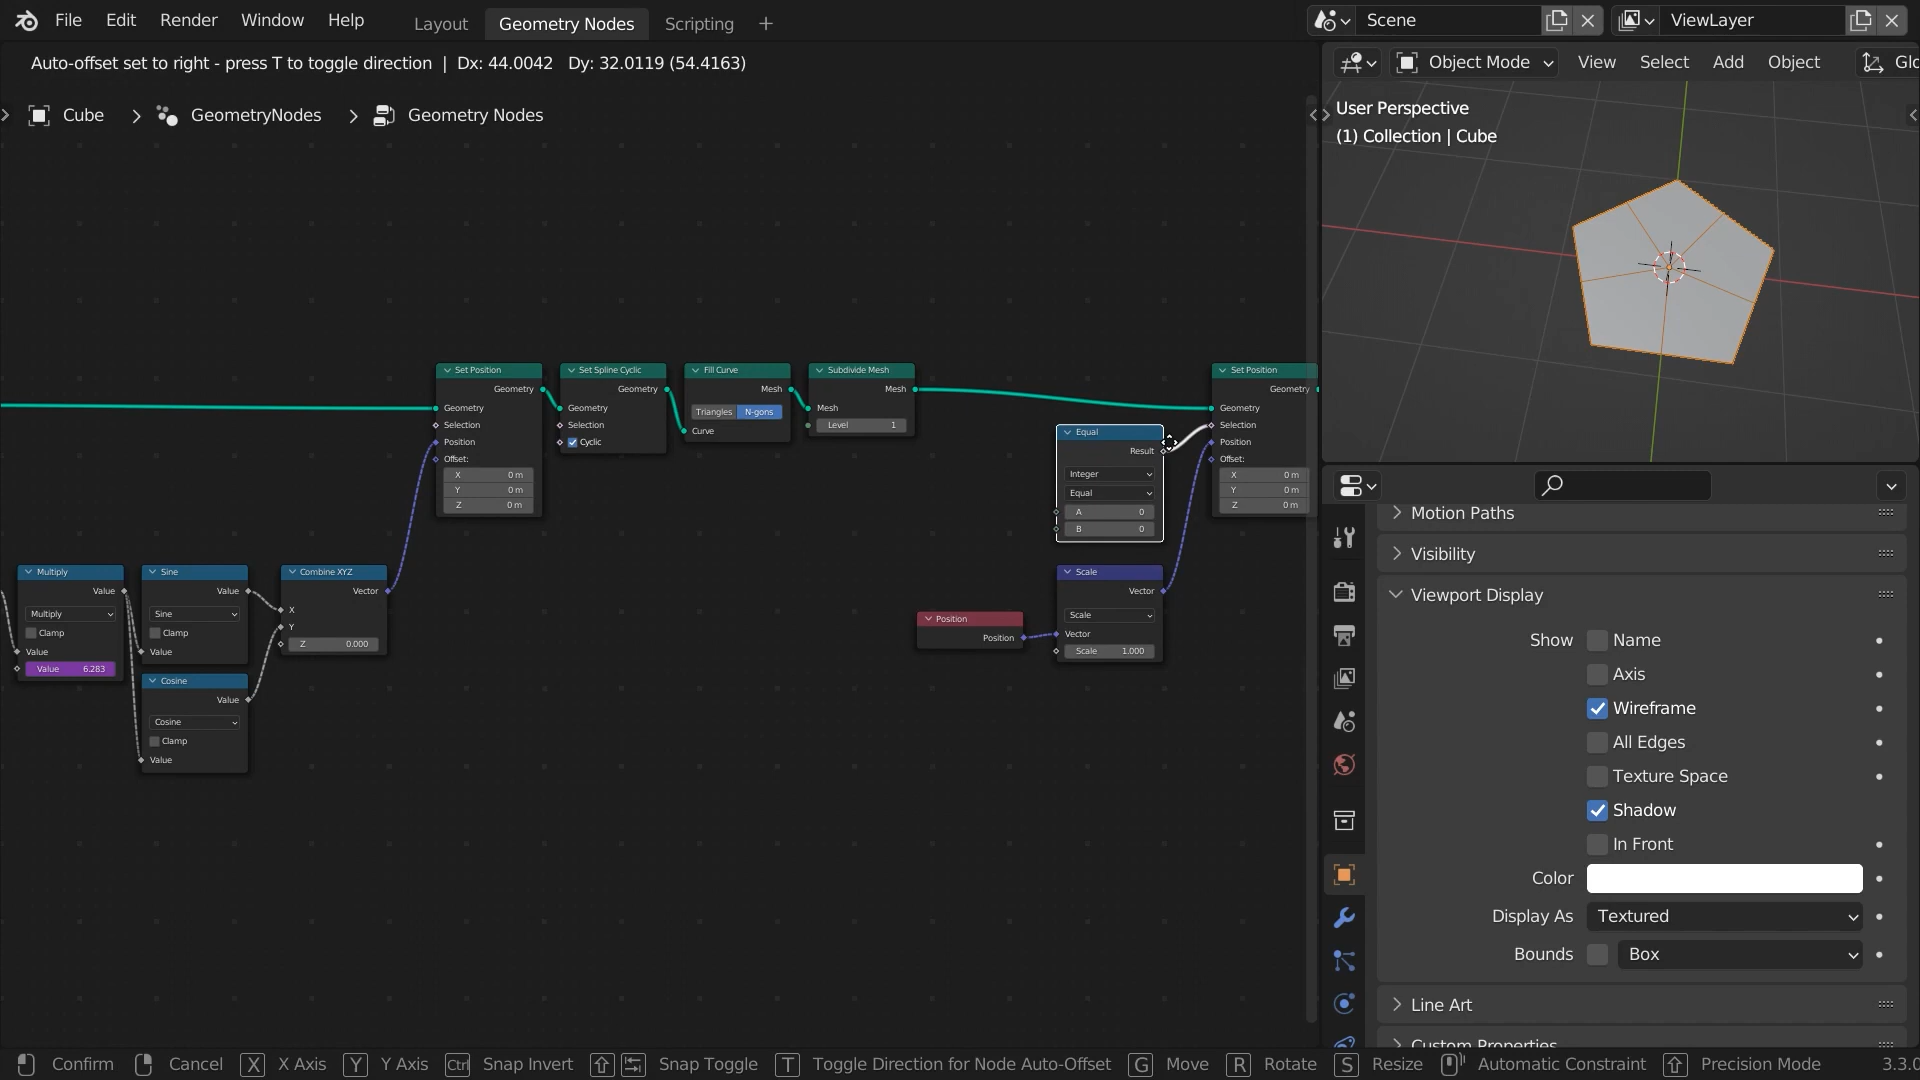 File Edit Render Window Help Layout Geometry Nodes Scripting + Scene ViewLayer
Auto-offset set to right - press T to toggle direction | Dx: 44.0042 Dy: 32.0119 (54.4163)
Object Mode View Select Add Object Glo
Cube > GeometryNodes > Geometry Nodes
User Perspective
(1) Collection | Cube
Set Position
Geometry
Geometry
Selection
Position
Offset:
X 0 m
Y 0 m
Z 0 m
Set Spline Cyclic
Geometry
Geometry
Selection
Cyclic
Fill Curve
Mesh
Triangles N-gons
Curve
Subdivide Mesh
Mesh
Mesh
Level 1
Equal
Result
Integer
Equal
A 0
B 0
Set Position
Geometry
Geometry
Selection
Position
Offset:
X 0 m
Y 0 m
Z 0 m
Multiply
Value
Multiply
Clamp
Value
Value 6.283
Sine
Value
Sine
Clamp
Value
Cosine
Value
Cosine
Clamp
Value
Combine XYZ
Vector
X
Y
Z 0.000
Position
Position
Scale
Vector
Scale
Vector
Scale 1.000
Motion Paths
Visibility
Viewport Display
Show Name
Axis
Wireframe
All Edges
Texture Space
Shadow
In Front
Color
Display As Textured
Bounds Box
Line Art
Custom Properties
Confirm Cancel X X Axis Y Y Axis Ctrl Snap Invert Snap Toggle T Toggle Direction for Node Auto-Offset G Move R Rotate S Resize Automatic Constraint Precision Mode 3.3.0